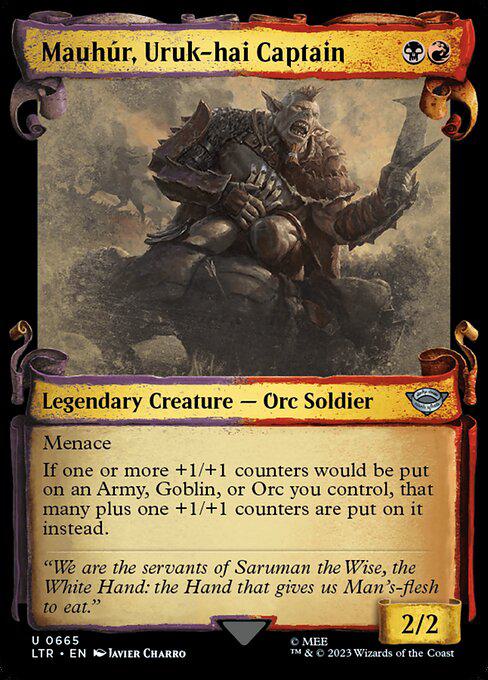 Mauhúr, Uruk-hai Captain
Legendary Creature — Orc Soldier
Menace
If one or more +1/+1 counters would be put
on an Army, Goblin, or Orc you control, that
many plus one +1/+1 counters are put on it
instead.
“We are the servants of Saruman the Wise, the
White Hand: the Hand that gives us Man’s-flesh
to eat.”
2/2
U 0665
LTR • EN Javier Charro
© MEE
™ & © 2023 Wizards of the Coast